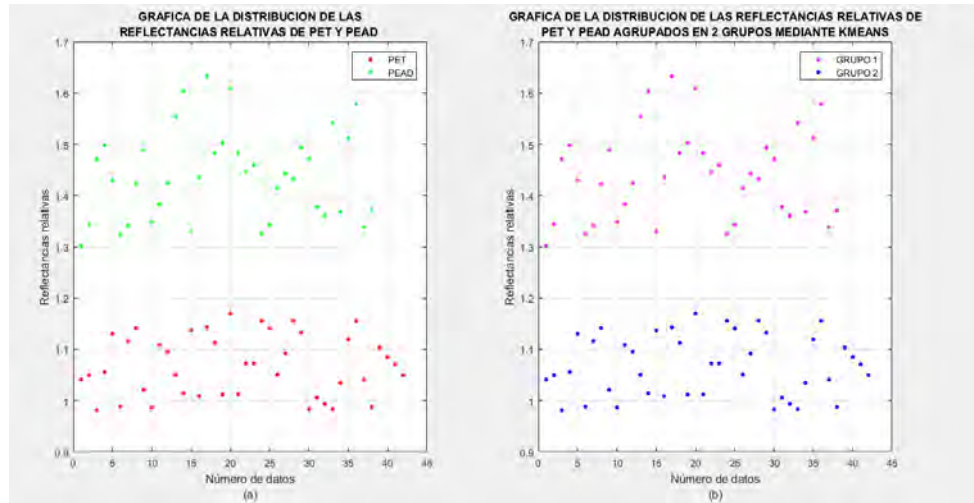 GRAFICA DE LA DISTRIBUCION DE LAS
REFLECTANCIAS RELATIVAS DE PET Y PEAD
1.7
1.6
1.5
1.4
1.3
1.2
1.1
1
0.9
Reflectancias relativas
PET
PEAD
0
5
10
15
20
25
30
35
40
45
Número de datos
(a)
GRAFICA DE LA DISTRIBUCION DE LAS REFLECTANCIAS RELATIVAS DE
PET Y PEAD AGRUPADOS EN 2 GRUPOS MEDIANTE KMEANS
1.7
1.6
1.5
1.4
1.3
1.2
1.1
1
0.9
Reflectancias relativas
GRUPO 1
GRUPO 2
0
5
10
15
20
25
30
35
40
45
Número de datos
(b)